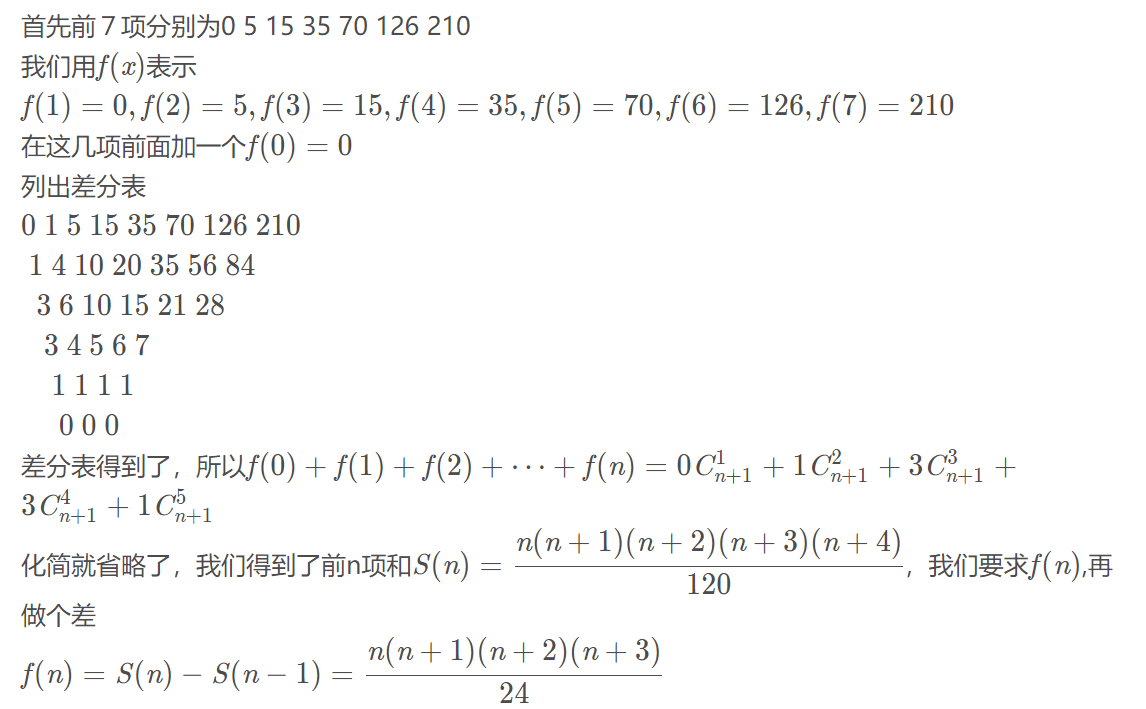 首先前 7 项分别为0 5 15 35 70 126 210
我们用f(x)表示
f(1) = 0, f(2) = 5, f(3) = 15, f(4) = 35, f(5) = 70, f(6) = 126, f(7) = 210
在这几项前面加一个f(0) = 0
列出差分表
0 1 5 15 35 70 126 210
1 4 10 20 35 56 84
3 6 10 15 21 28
3 4 5 6 7
1 1 1 1
0 0 0
差分表得到了，所以f(0) + f(1) + f(2) + ⋯ + f(n) = 0C_{n+1}^{1} + 1C_{n+1}^{2} + 3C_{n+1}^{3} +
3C_{n+1}^{4} + 1C_{n+1}^{5}
化简就省略了，我们得到了前n项和S(n) = \frac{n(n+1)(n+2)(n+3)(n+4)}{120}，我们要求f(n),再
做个差
f(n) = S(n) − S(n − 1) = \frac{n(n+1)(n+2)(n+3)}{24}